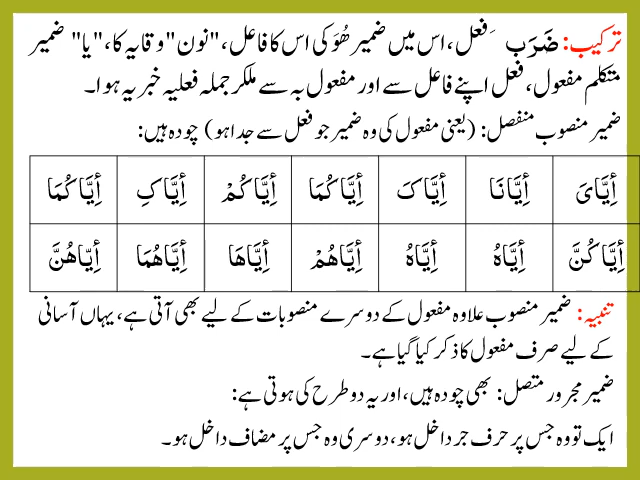 ترکیب: ضَرَبَ فعل، اس میں ضمیر ھُوَ کی اس کا فاعل، "نون" وقایہ کا، "یا" ضمیر
متکلم مفعول، فعل اپنے فاعل سے اور مفعول بہ سے ملکر جملہ فعلیہ خبریہ ہوا۔
ضمیر منصوب منفصل: (یعنی مفعول کی وہ ضمیر جو فعل سے جدا ہو) چودہ ہیں:
أِیَّایَ أِیَّانَا أِیَّاکَ أِیَّاکُمَا أِیَّاکُمْ أِیَّاکِ أِیَّاکُمَا
أِیَّاکُنَّ أِیَّاہُ أِیَّاہُ أِیَّاهُمْ أِیَّاهَا أِیَّاهُمَا أِیَّاهُنَّ
تنبیہ: ضمیر منصوب علاوہ مفعول کے دوسرے منصوبات کے لیے بھی آتی ہے، یہاں آسانی
کے لیے صرف مفعول کا ذکر کیا گیا ہے۔
ضمیر مجرور متصل: بھی چودہ ہیں، اور یہ دو طرح کی ہوتی ہے:
ایک تو وہ جس پر حرف جر داخل ہو، دوسری وہ جس پر مضاف داخل ہو۔